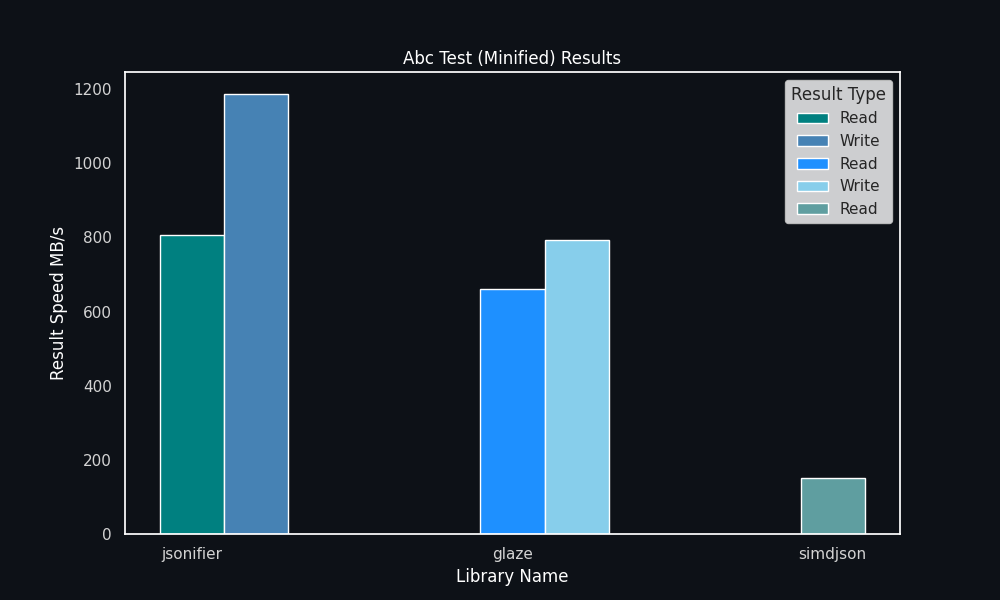 Abc Test (Minified) Results
Result Speed MB/s
1200
1000
800
600
400
200
0
Result Type
Read
Write
Read
Write
Read
jsonifier
glaze
simdjson
Library Name